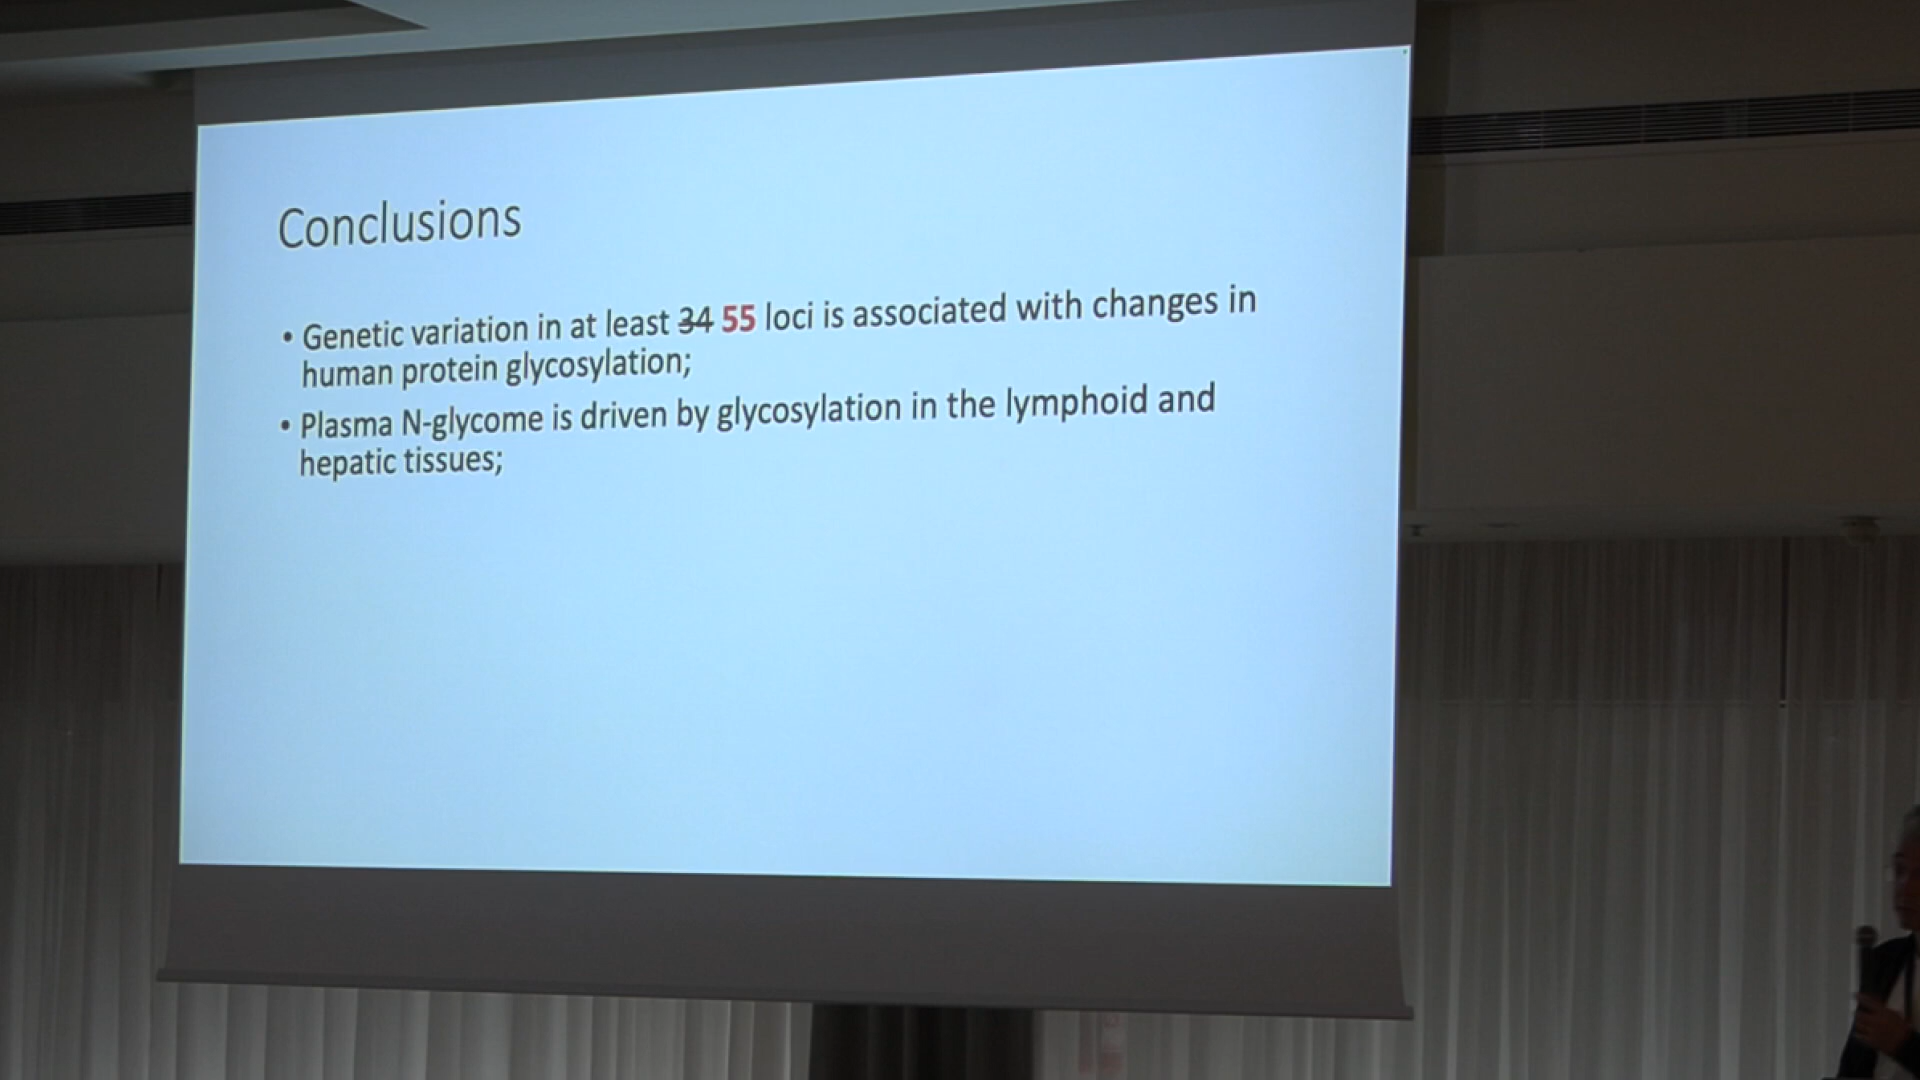 Conclusions
• Genetic variation in at least 34 55 loci is associated with changes in
human protein glycosylation;
• Plasma N-glycome is driven by glycosylation in the lymphoid and
hepatic tissues;